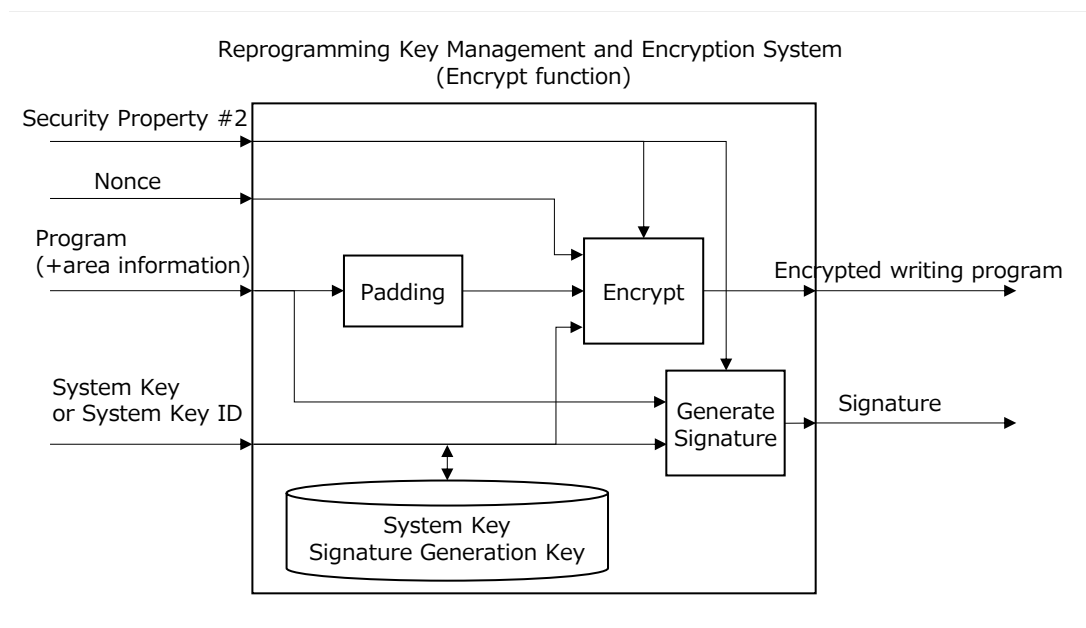 Reprogramming Key Management and Encryption System
(Encrypt function)
Security Property #2
Nonce
Program
(+area information)
Padding
Encrypt
Encrypted writing program
System Key
or System Key ID
Generate
Signature
Signature
System Key
Signature Generation Key